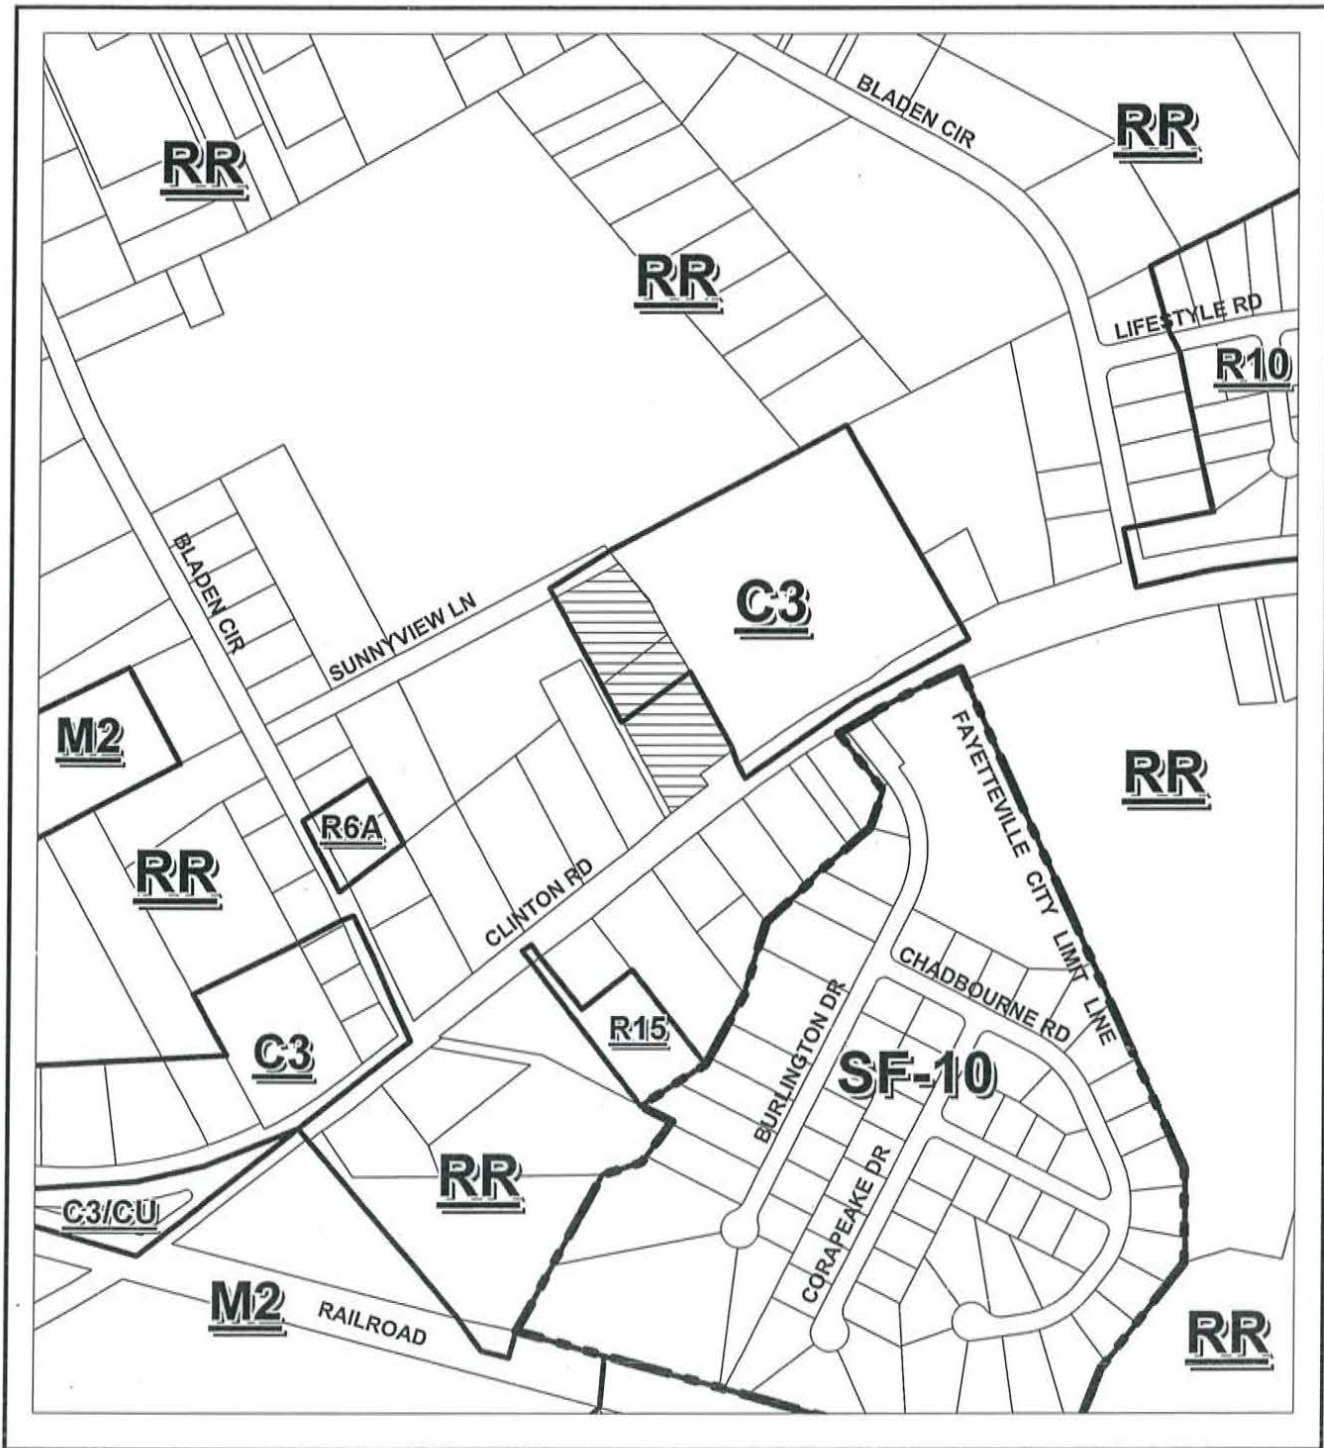 BLADEN CIR
RR
RR
RR
LIFESTYLE RD
R10
BLADEN CIR
C3
SUNNYVIEW LN
M2
FAYETTEVILLE CITY LIMIT LINE
RR
R6A
RR
CLINTON RD
CHADBOURNE RD
BURLINGTON DR
R15
C3
SF-10
CORAPEAKE DR
RR
C3/CU
M2
RAILROAD
RR